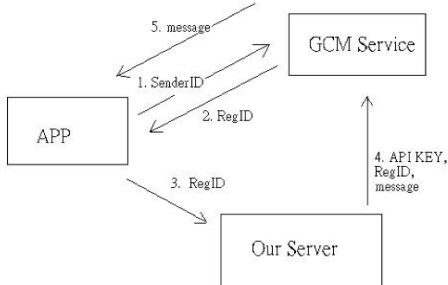 5. message
GCM Service
1. SenderID
2. RegID
APP
3. RegID
4. API KEY,
RegID,
message
Our Server